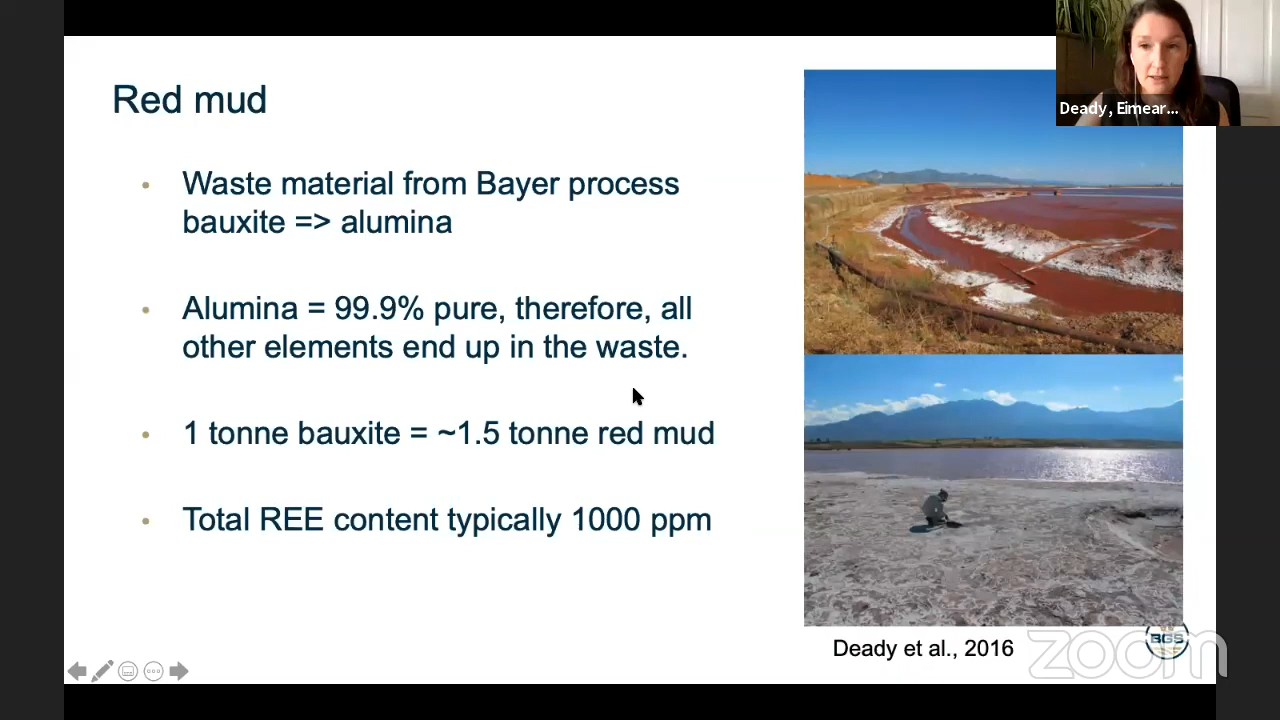 Red mud
Waste material from Bayer process
bauxite => alumina
Alumina = 99.9% pure, therefore, all
other elements end up in the waste.
1 tonne bauxite = ~1.5 tonne red mud
Total REE content typically 1000 ppm
Deady, Eimear...
Deady et al., 2016
BGS
zoom